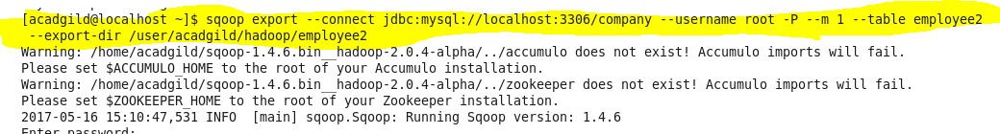 [acadgild@localhost ~]$ sqoop export --connect jdbc:mysql://localhost:3306/company --username root -P --m 1 --table employee2
--export-dir /user/acadgild/hadoop/employee2
Warning: /home/acadgild/sqoop-1.4.6.bin__hadoop-2.0.4-alpha/../accumulo does not exist! Accumulo imports will fail.
Please set $ACCUMULO_HOME to the root of your Accumulo installation.
Warning: /home/acadgild/sqoop-1.4.6.bin__hadoop-2.0.4-alpha/../zookeeper does not exist! Accumulo imports will fail.
Please set $ZOOKEEPER_HOME to the root of your Zookeeper installation.
2017-05-16 15:10:47,531 INFO  [main] sqoop.Sqoop: Running Sqoop version: 1.4.6
Enter password: